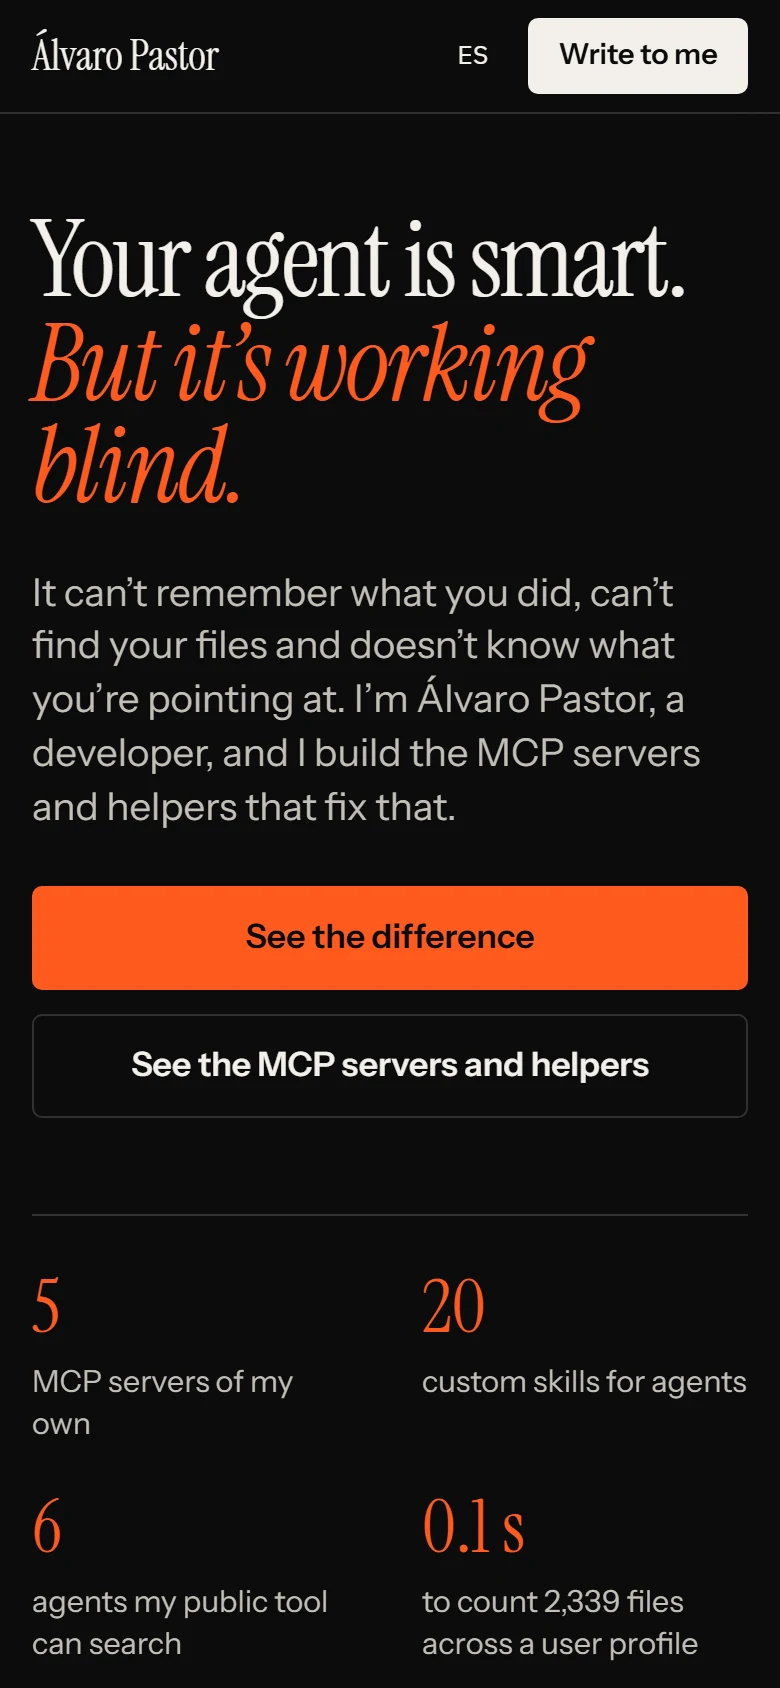 Álvaro Pastor
ES
Write to me
Your agent is smart.
But it’s working
blind.
It can’t remember what you did, can’t
find your files and doesn’t know what
you’re pointing at. I’m Álvaro Pastor, a
developer, and I build the MCP servers
and helpers that fix that.
See the difference
See the MCP servers and helpers
5
MCP servers of my
own
20
custom skills for agents
6
agents my public tool
can search
0.1 s
to count 2,339 files
across a user profile